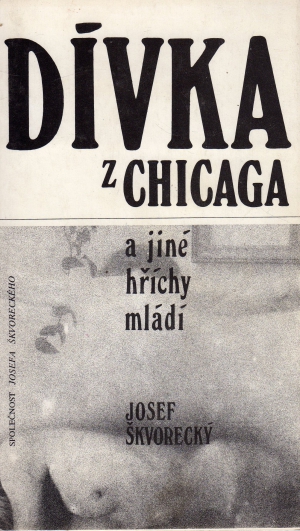 DÍVKA
Z CHICAGA
a jiné
hříchy
mládí
JOSEF
ŠKVORECKÝ
SPOLEČNOST JOSEFA ŠKVORECKÉHO